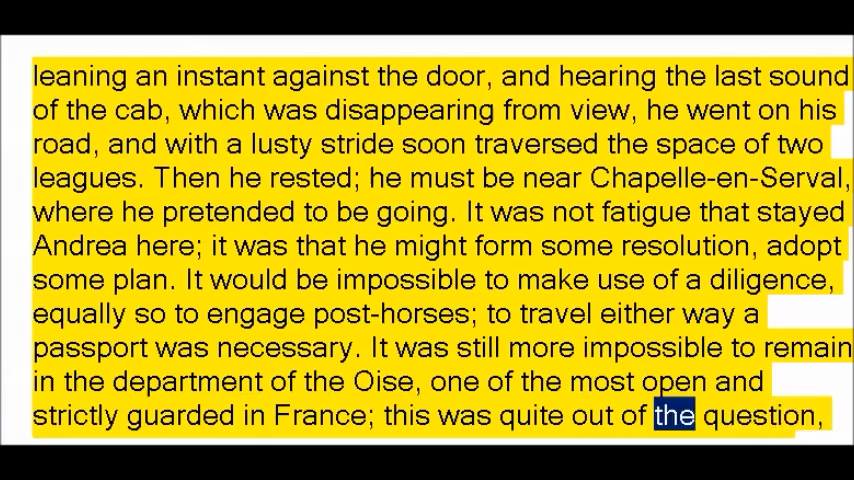 leaning an instant against the door, and hearing the last sound
of the cab, which was disappearing from view, he went on his
road, and with a lusty stride soon traversed the space of two
leagues. Then he rested; he must be near Chapelle-en-Serval,
where he pretended to be going. It was not fatigue that stayed
Andrea here; it was that he might form some resolution, adopt
some plan. It would be impossible to make use of a diligence,
equally so to engage post-horses; to travel either way a
passport was necessary. It was still more impossible to remain
in the department of the Oise, one of the most open and
strictly guarded in France; this was quite out of the question,